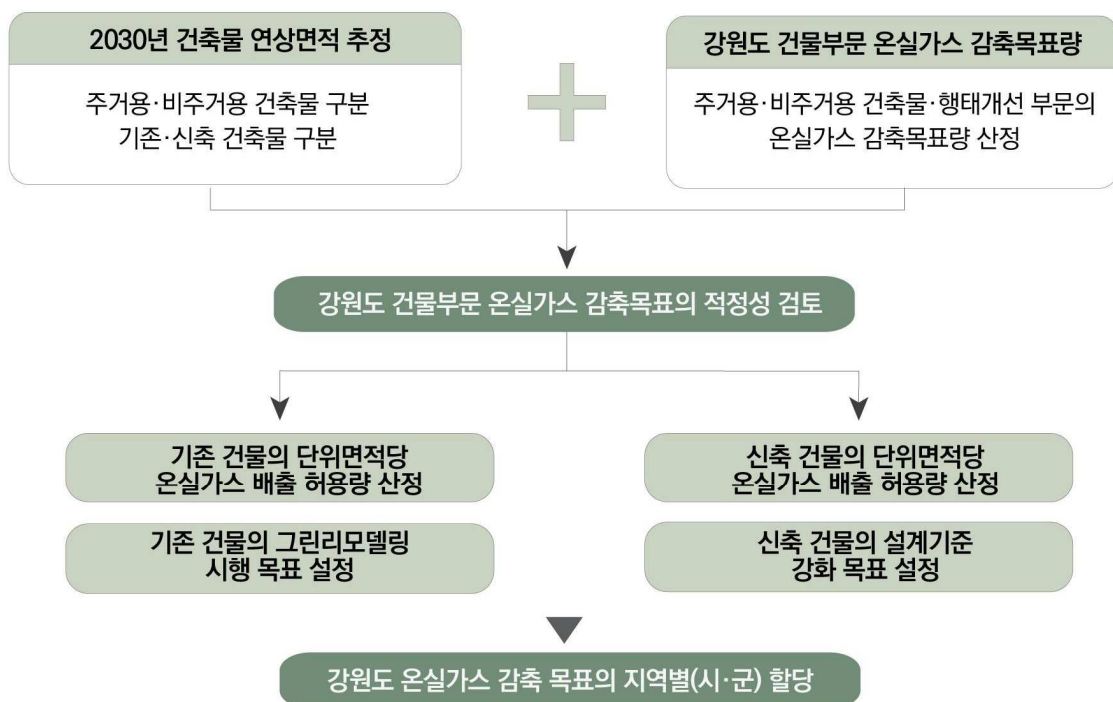 2030년 건축물 연상면적 추정
주거용·비주거용 건축물 구분
기존·신축 건축물 구분
강원도 건물부문 온실가스 감축목표량
주거용·비주거용 건축물·행태개선 부문의
온실가스 감축목표량 산정
강원도 건물부문 온실가스 감축목표의 적정성 검토
기존 건물의 단위면적당
온실가스 배출 허용량 산정
신축 건물의 단위면적당
온실가스 배출 허용량 산정
기존 건물의 그린리모델링
시행 목표 설정
신축 건물의 설계기준
강화 목표 설정
강원도 온실가스 감축 목표의 지역별(시·군) 할당